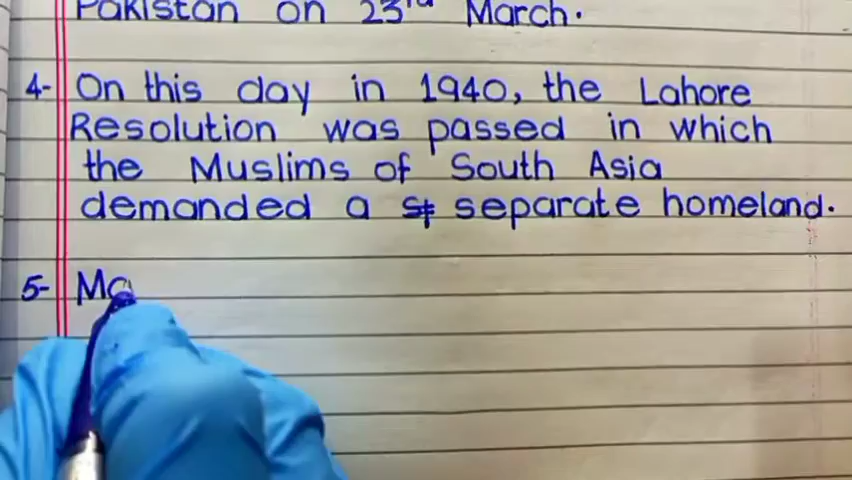 Pakistan on 23rd March.
4- On this day in 1940, the Lahore
Resolution was passed in which
the Muslims of South Asia
demanded a separate homeland.
5- Ma